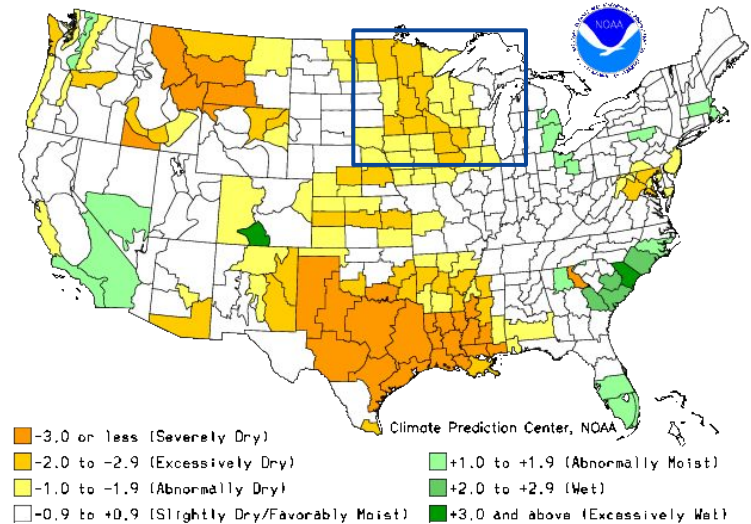 NOAA
Climate Prediction Center, NOAA
-3.0 or less (Severely Dry)
-2.0 to -2.9 (Excessively Dry)
-1.0 to -1.9 (Abnormally Dry)
-0.9 to +0.9 (Slightly Dry/Favorably Moist)
+1.0 to +1.9 (Abnormally Moist)
+2.0 to +2.9 (Wet)
+3.0 and above (Excessively Wet)